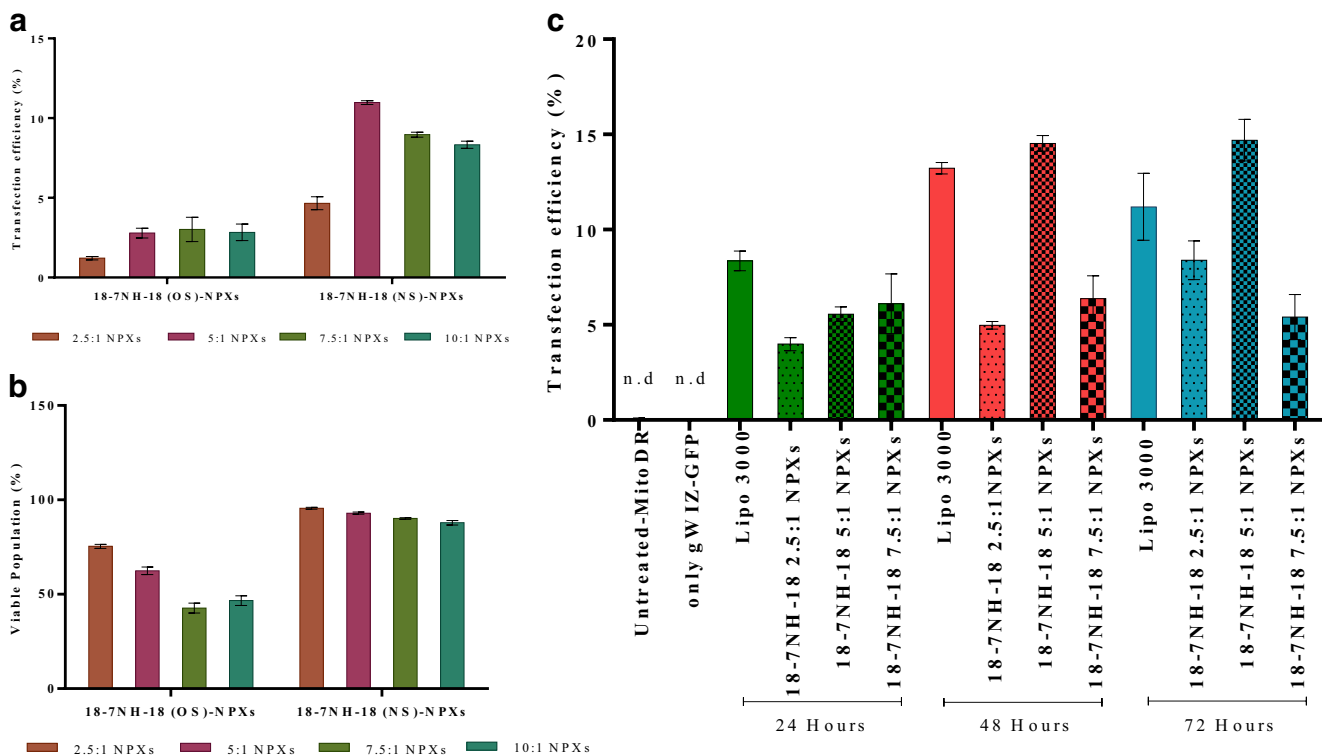 a
15
10
5
0
Transfection efficiency (%)
18-7NH-18 (OS)-NPXs 18-7NH-18 (NS)-NPXs
2.5:1 NPXs 5:1 NPXs 7.5:1 NPXs 10:1 NPXs
b
150
100
50
0
Viable Population (%)
18-7NH-18 (OS)-NPXs 18-7NH-18 (NS)-NPXs
2.5:1 NPXs 5:1 NPXs 7.5:1 NPXs 10:1 NPXs
c
20
15
10
5
0
Transfection efficiency (%)
n.d n.d
Untreated-MitoDR
only gWIZ-GFP
Lipo 3000
18-7NH-18 2.5:1 NPXs
18-7NH-18 5:1 NPXs
18-7NH-18 7.5:1 NPXs
Lipo 3000
18-7NH-18 2.5:1NPXs
18-7NH-18 5:1 NPXs
18-7NH-18 7.5:1 NPXs
Lipo 3000
18-7NH-18 2.5:1 NPXs
18-7NH-18 5:1 NPXs
18-7NH-18 7.5:1 NPXs
24 Hours 48 Hours 72 Hours